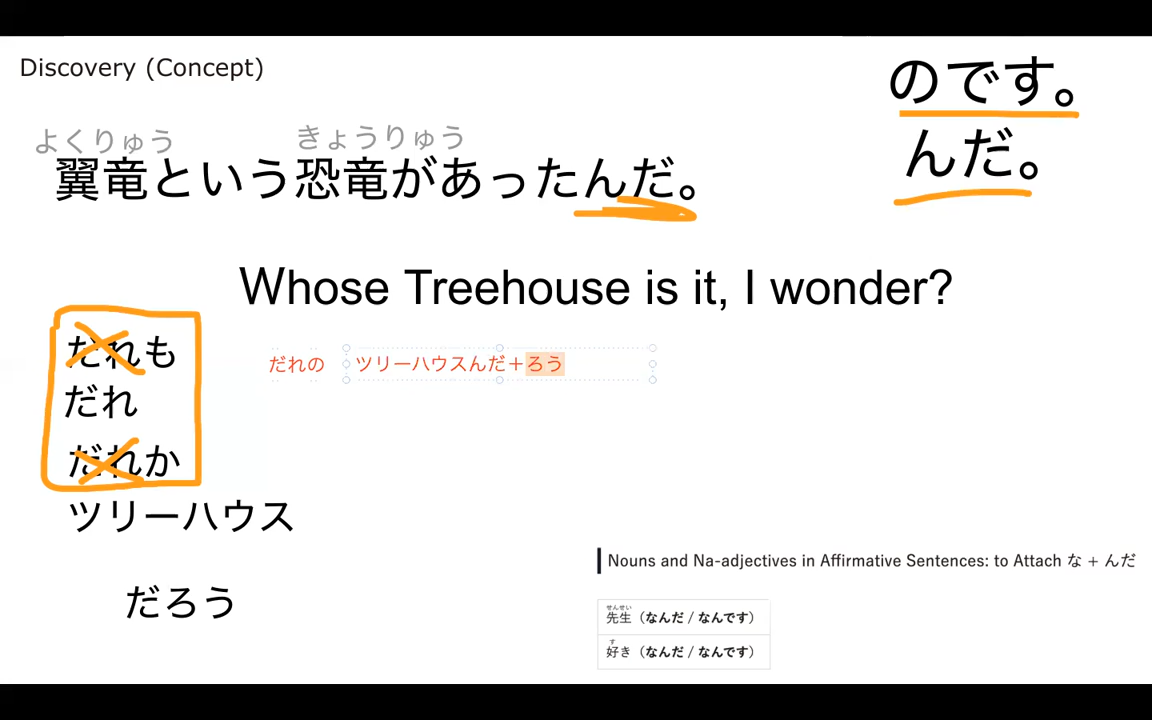 Discovery (Concept)
のです。
んだ。
よくりゅう きょうりゅう
翼竜という恐竜があったんだ。
Whose Treehouse is it, I wonder?
だれも
だれ
だれか
ツリーハウス
だろう
だれの ツリーハウスんだ＋ろう
Nouns and Na-adjectives in Affirmative Sentences: to Attach な + んだ
せんせい
先生（なんだ / なんです）
す
好き（なんだ / なんです）